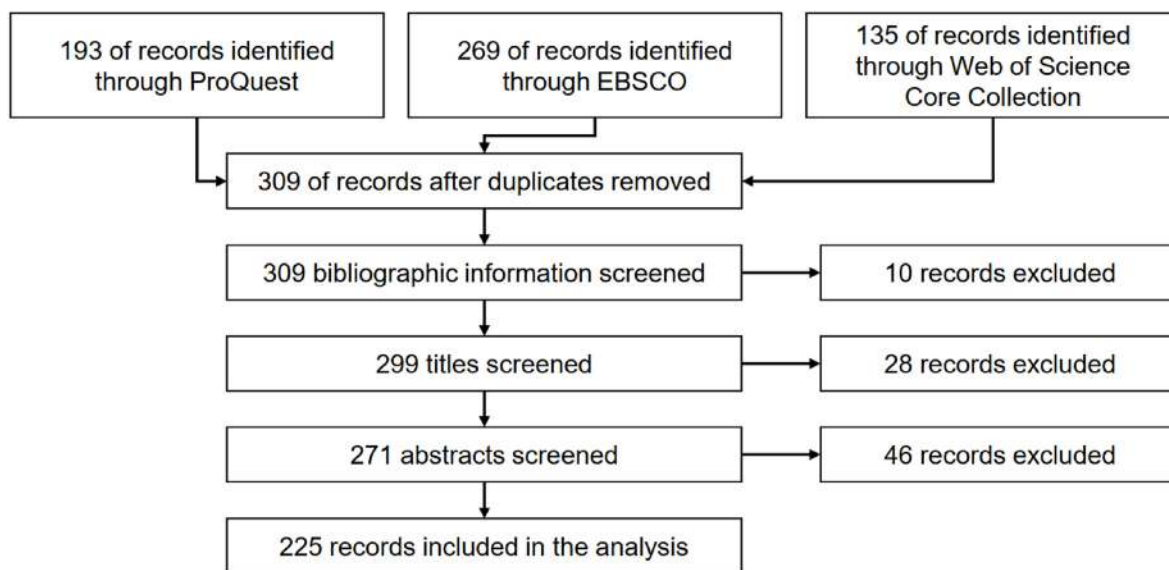 193 of records identified
through ProQuest
269 of records identified
through EBSCO
135 of records identified
through Web of Science
Core Collection
309 of records after duplicates removed
309 bibliographic information screened
10 records excluded
299 titles screened
28 records excluded
271 abstracts screened
46 records excluded
225 records included in the analysis